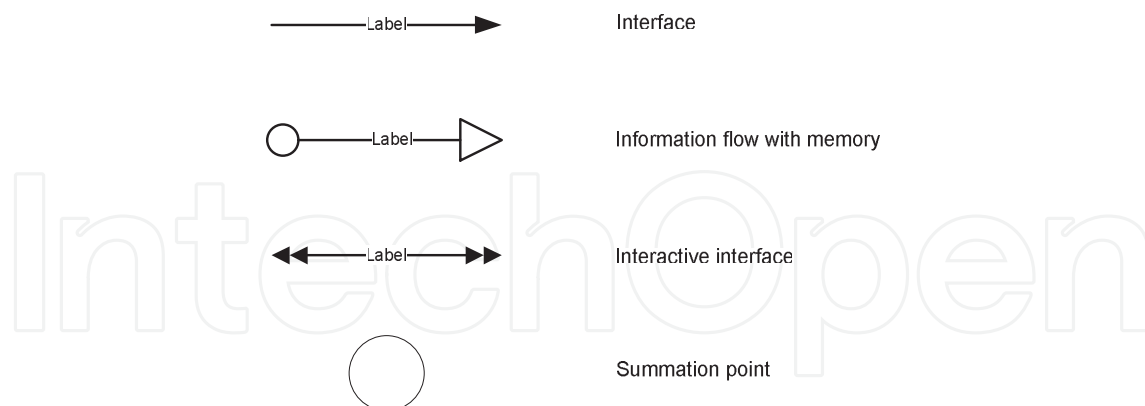 Label Interface
Label Information flow with memory
IntechOpen
Label Interactive interface
Summation point